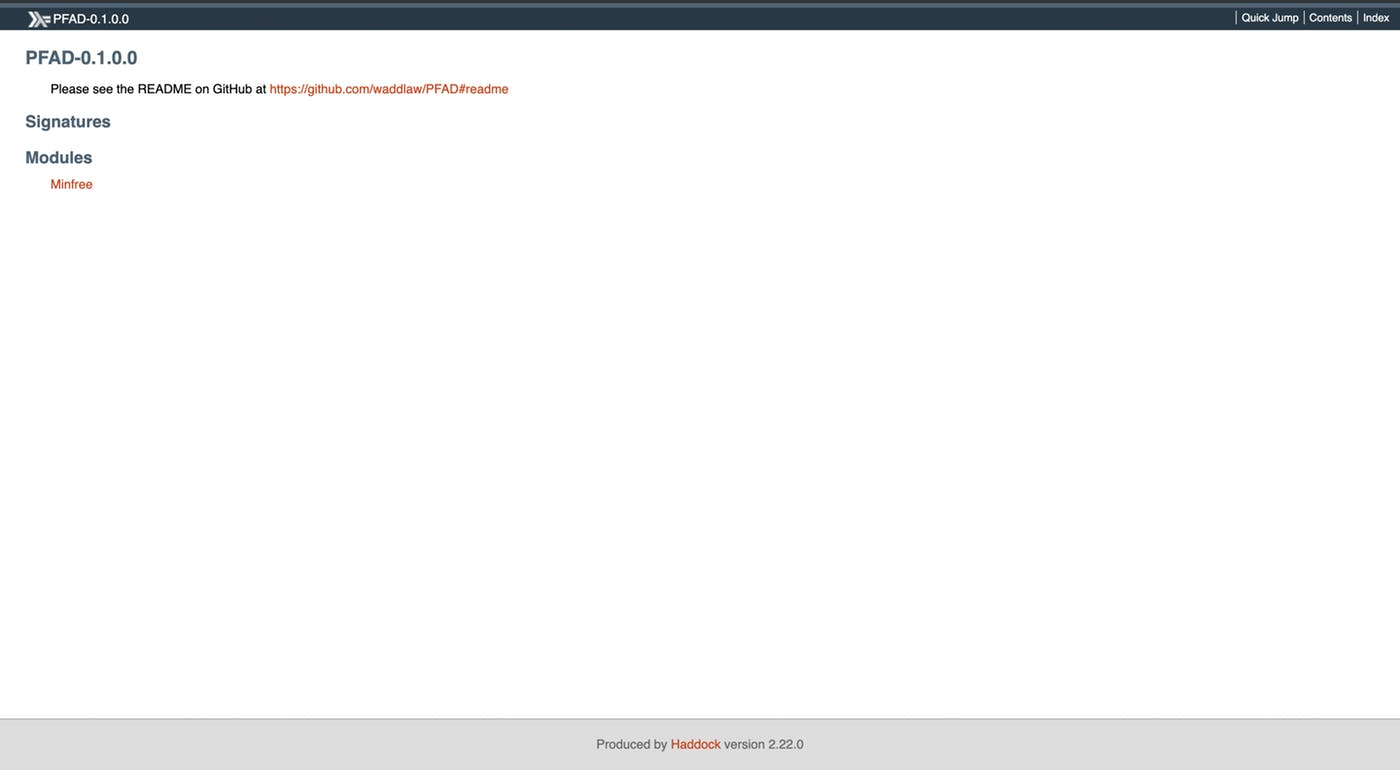 PFAD-0.1.0.0
Quick Jump Contents Index
PFAD-0.1.0.0
Please see the README on GitHub at https://github.com/waddlaw/PFAD#readme
Signatures
Modules
Minfree
Produced by Haddock version 2.22.0